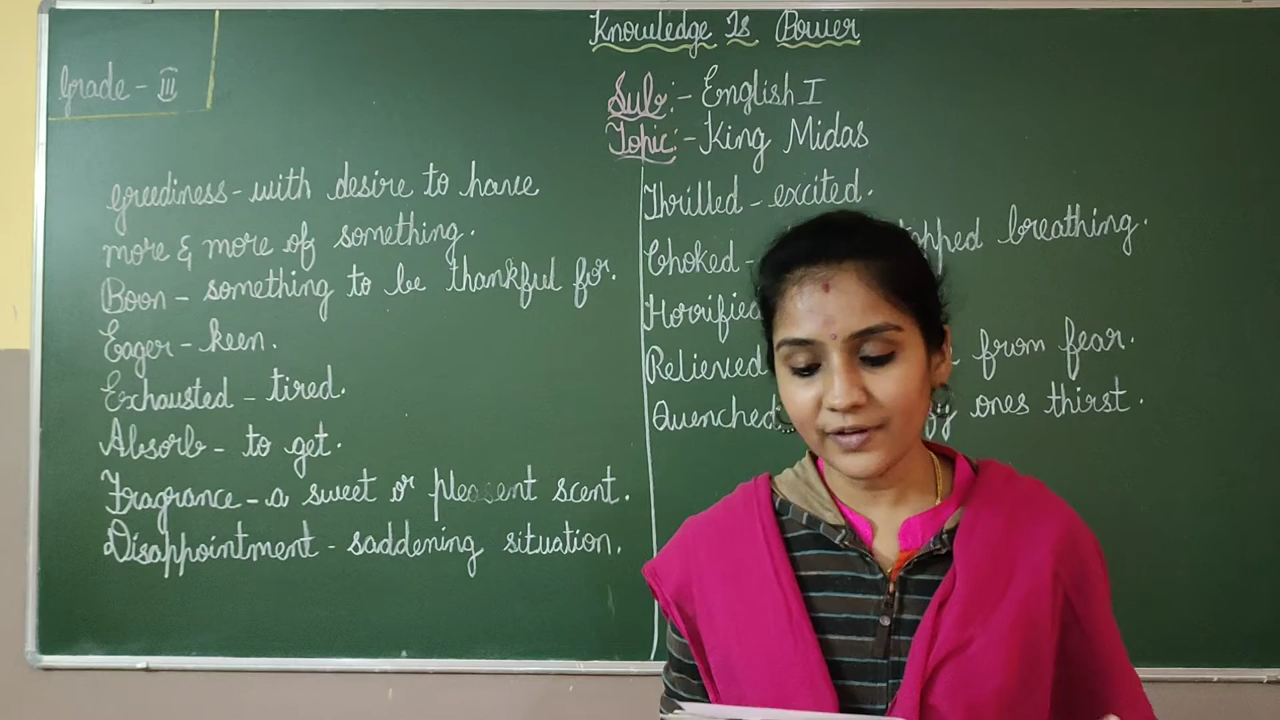 Knowledge Is Power
Grade - III
Sub:- English I
Topic:- King Midas
Greediness - with desire to have
more & more of something.
Boon - something to be thankful for.
Eager - keen.
Exhausted - tired.
Absorb - to get.
Fragrance - a sweet or pleasent scent.
Disappointment - saddening situation.
Thrilled - excited.
Choked - breathing.
Horrified
Relieved from fear.
Quenched ones thirst.